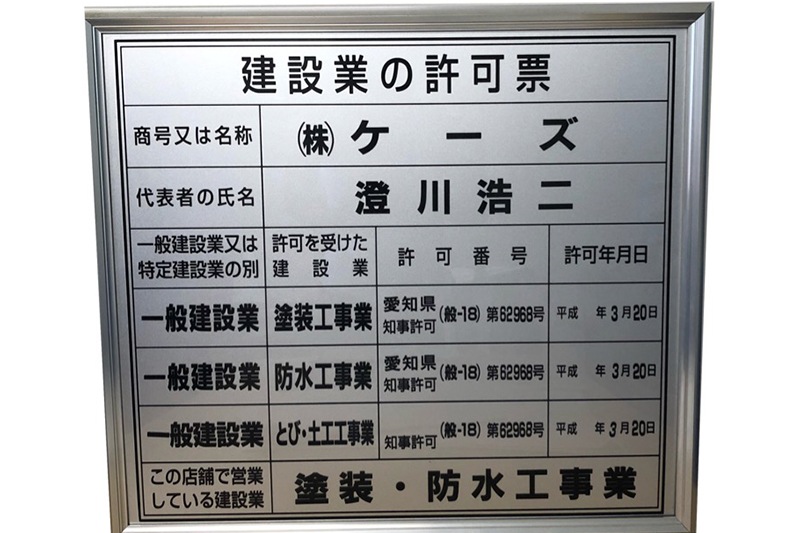 建設業の許可票
商号又は名称 ㈱ケーズ
代表者の氏名 澄川浩二
一般建設業又は特定建設業の別 許可を受けた建設業 許可番号 許可年月日
一般建設業 塗装工事業 愛知県知事許可(般-18)第62968号 平成 年3月20日
一般建設業 防水工事業 愛知県知事許可(般-18)第62968号 平成 年3月20日
一般建設業 とび・土工工事業 知事許可(般-18)第62968号 平成 年3月20日
この店舗で営業している建設業 塗装・防水工事業